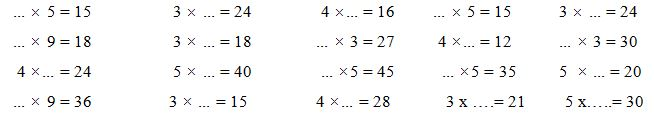 ... × 5 = 15 3 × ... = 24 4 ×... = 16 ... × 5 = 15 3 × ... = 24
... × 9 = 18 3 × ... = 18 ... × 3 = 27 4 ×... = 12 ... × 3 = 30
4 ×... = 24 5 × ... = 40 ... ×5 = 45 ... ×5 = 35 5 × ... = 20
... × 9 = 36 3 × ... = 15 4 ×... = 28 3 x ....= 21 5 x.....= 30